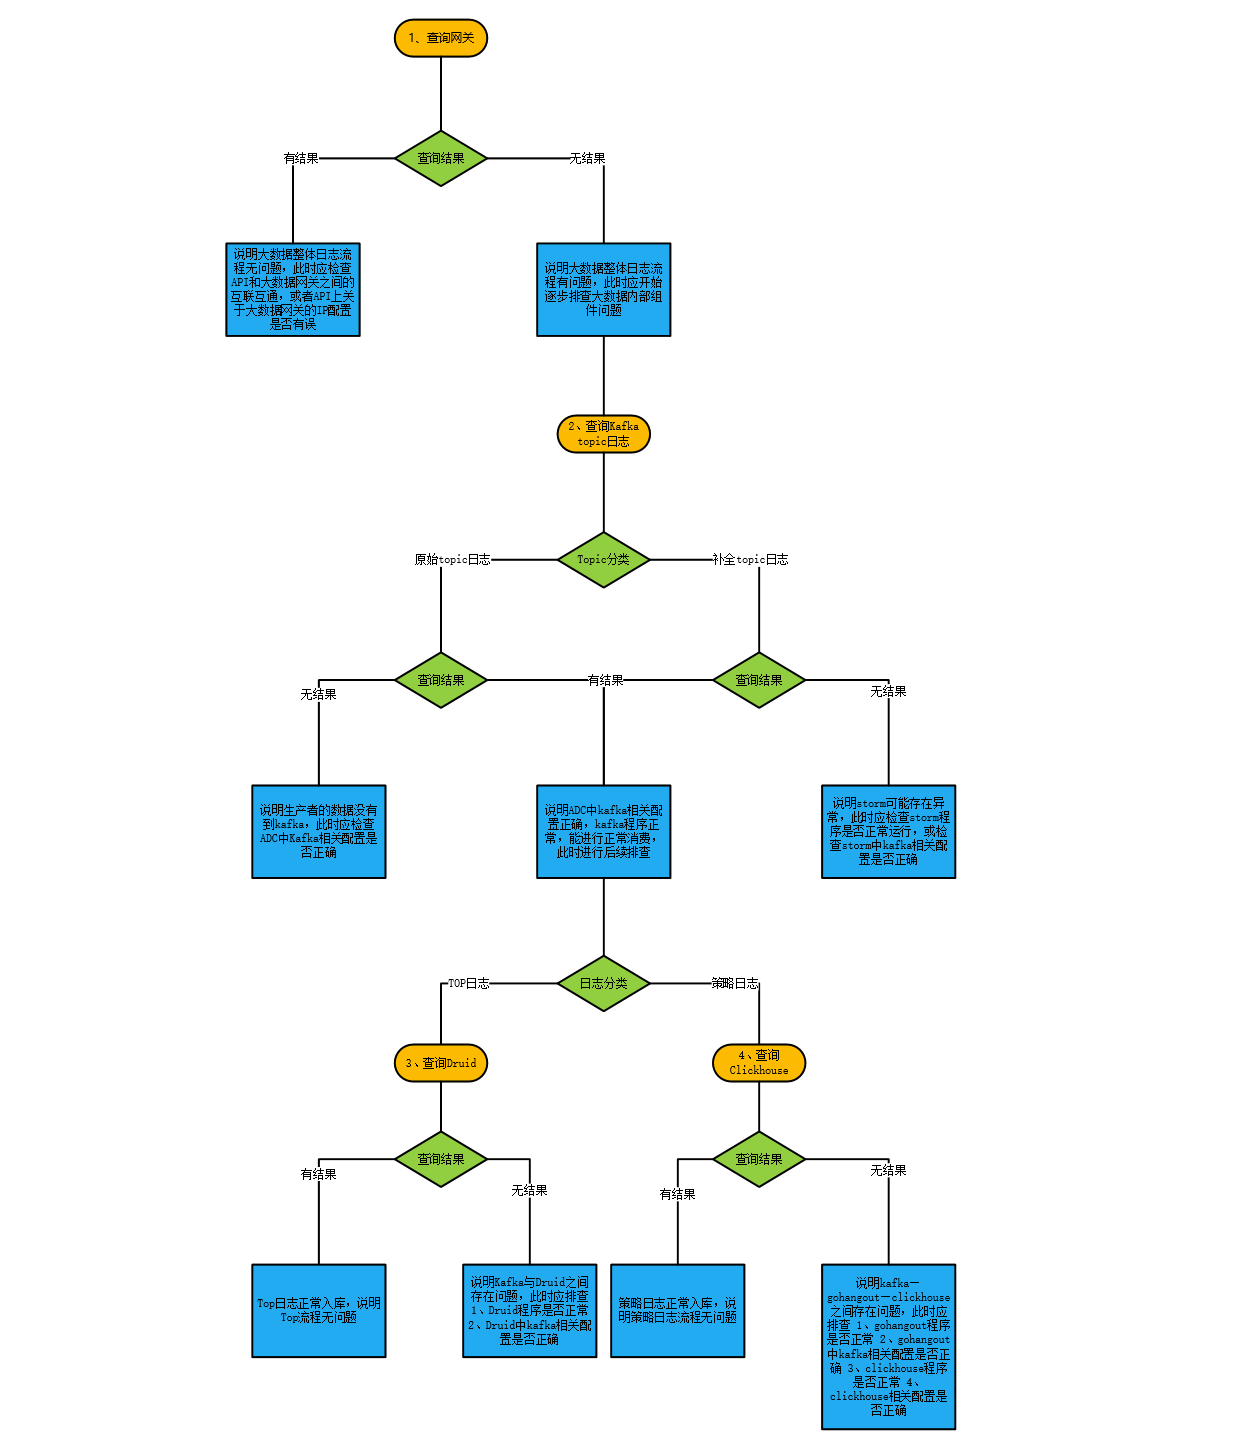 1、查询网关
查询结果
有结果
无结果
说明大数据整体日志流
程无问题，此时应检查
API和大数据网关之间的
互联互通，或者API上关
于大数据网关的IP配置
是否有误
说明大数据整体日志流
程有问题，此时应开始
逐步排查大数据内部组
件问题
2、查询Kafka
topic日志
Topic分类
原始topic日志
补全topic日志
查询结果
有结果
查询结果
无结果
无结果
说明生产者的数据没有
到kafka，此时应检查
ADC中Kafka相关配置是
否正确
说明ADC中kafka相关配
置正确，kafka程序正
常，能进行正常消费，
此时进行后续排查
说明storm可能存在异
常，此时应检查storm程
序是否正常运行，或检
查storm中kafka相关配
置是否正确
日志分类
TOP日志
策略日志
3、查询Druid
4、查询
Clickhouse
查询结果
查询结果
有结果
无结果
有结果
无结果
Top日志正常入库，说明
Top流程无问题
说明Kafka与Druid之间
存在问题，此时应排查
1、Druid程序是否正常
2、Druid中kafka相关配
置是否正确
策略日志正常入库，说
明策略日志流程无问题
说明kafka—
gohangout—clickhouse
之间存在问题，此时应
排查 1、gohangout程序
是否正常 2、gohangout
中kafka相关配置是否正
确 3、clickhouse程序
是否正常 4、
clickhouse相关配置是
否正确